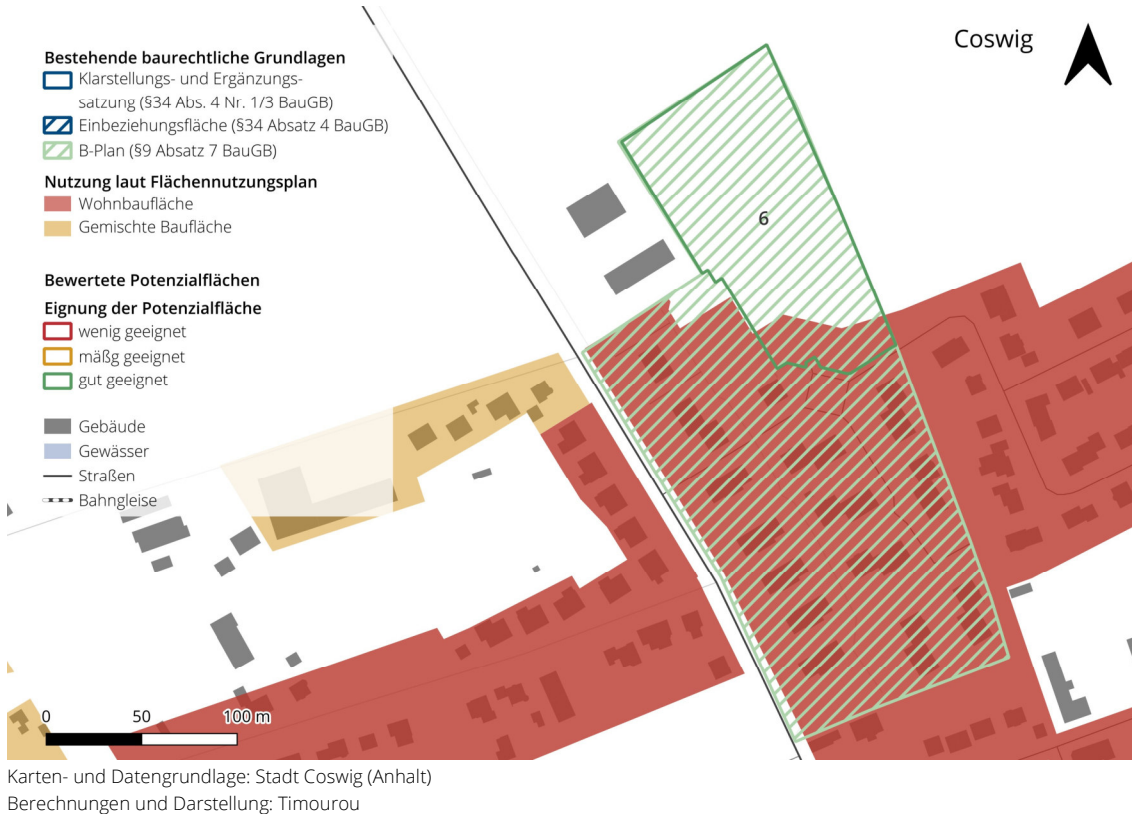 Coswig
Bestehende baurechtliche Grundlagen
Klarstellungs- und Ergänzungs-
satzung (§34 Abs. 4 Nr. 1/3 BauGB)
Einbeziehungsfläche (§34 Absatz 4 BauGB)
B-Plan (§9 Absatz 7 BauGB)
Nutzung laut Flächennutzungsplan
Wohnbaufläche
Gemischte Baufläche
Bewertete Potenzialflächen
Eignung der Potenzialfläche
wenig geeignet
mäßg geeignet
gut geeignet
Gebäude
Gewässer
Straßen
Bahngleise
6
0 50 100 m
Karten- und Datengrundlage: Stadt Coswig (Anhalt)
Berechnungen und Darstellung: Timourou